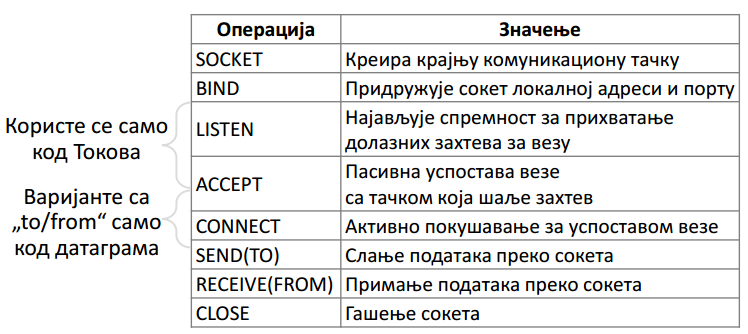 Операција Значење
SOCKET Креира крајњу комуникациону тачку
BIND Придружује сокет локалној адреси и порту
LISTEN Најављује спремност за прихватање
долазних захтева за везу
ACCEPT Пасивна успостава везе
са тачком која шаље захтев
CONNECT Активно покушавање за успоставом везе
SEND(TO) Слање података преко сокета
RECEIVE(FROM) Примање података преко сокета
CLOSE Гашење сокета
Користе се само
код Токова
Варијанте са
„to/from“ само
код датаграма